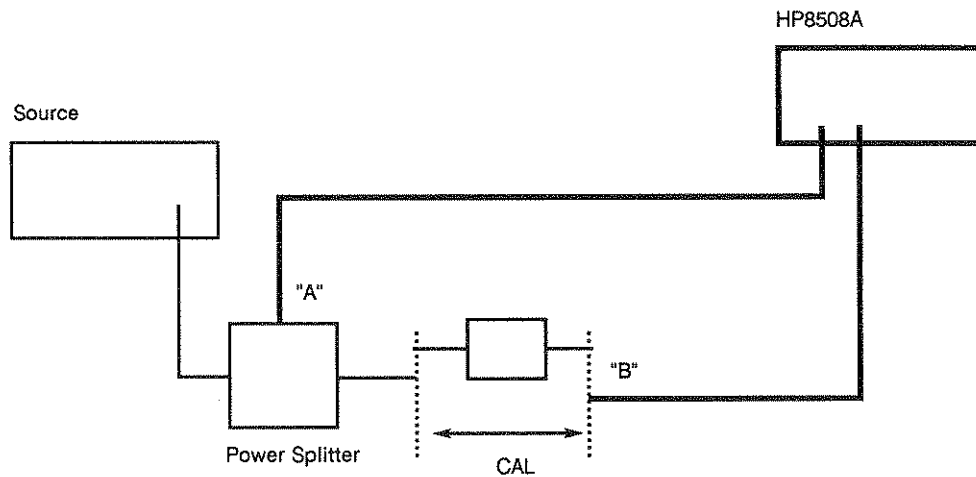 HP8508A
Source
"A"
"B"
Power Splitter
CAL